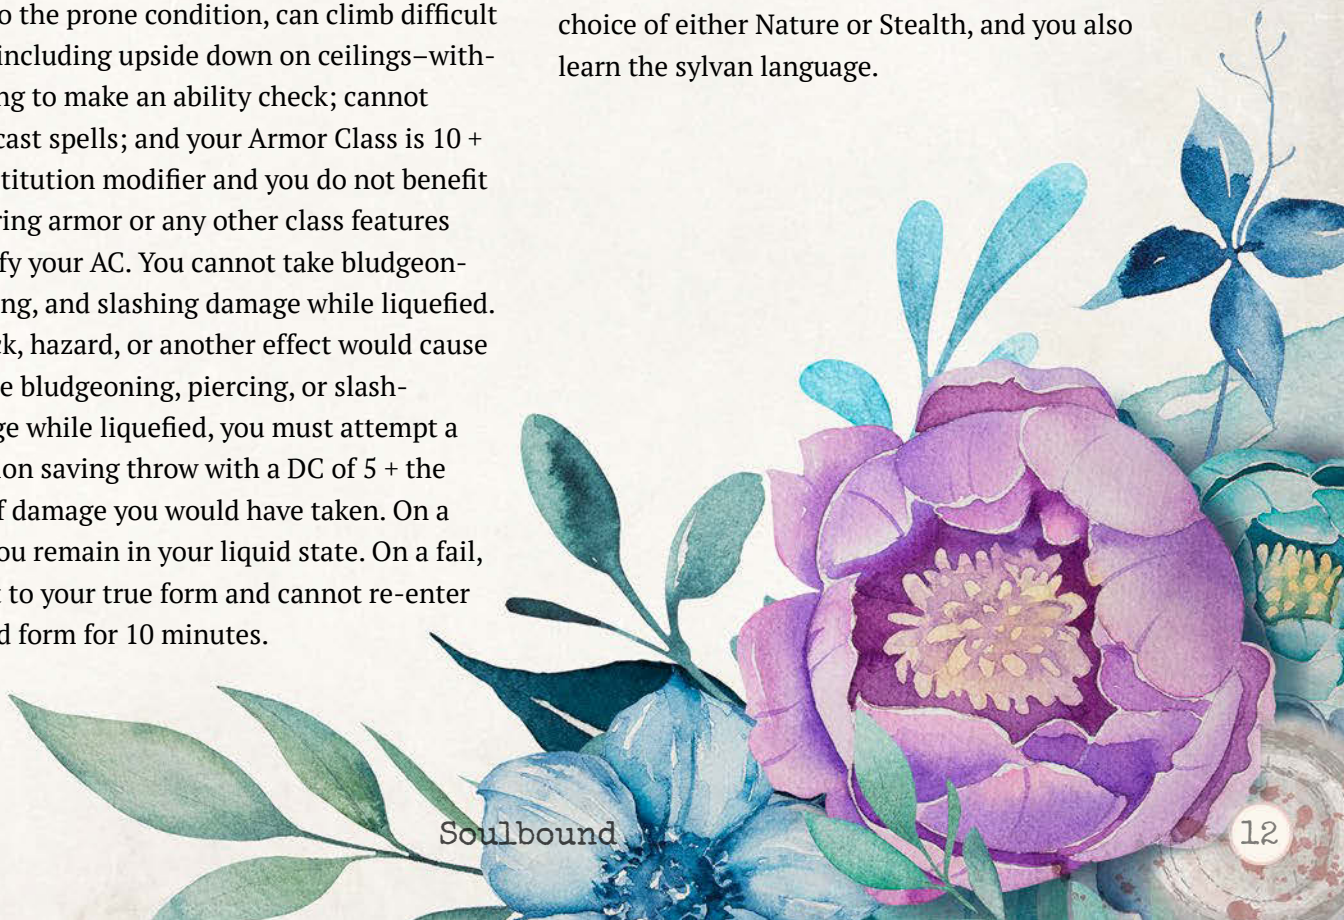 o the prone condition, can climb difficult
including upside down on ceilings–with-
ng to make an ability check; cannot
cast spells; and your Armor Class is 10 +
stitution modifier and you do not benefit
ring armor or any other class features
fy your AC. You cannot take bludgeon-
ng, and slashing damage while liquefied.
ck, hazard, or another effect would cause
e bludgeoning, piercing, or slash-
ge while liquefied, you must attempt a
ion saving throw with a DC of 5 + the
f damage you would have taken. On a
ou remain in your liquid state. On a fail,
t to your true form and cannot re-enter
d form for 10 minutes.
choice of either Nature or Stealth, and you also
learn the sylvan language.
Soulbound
12